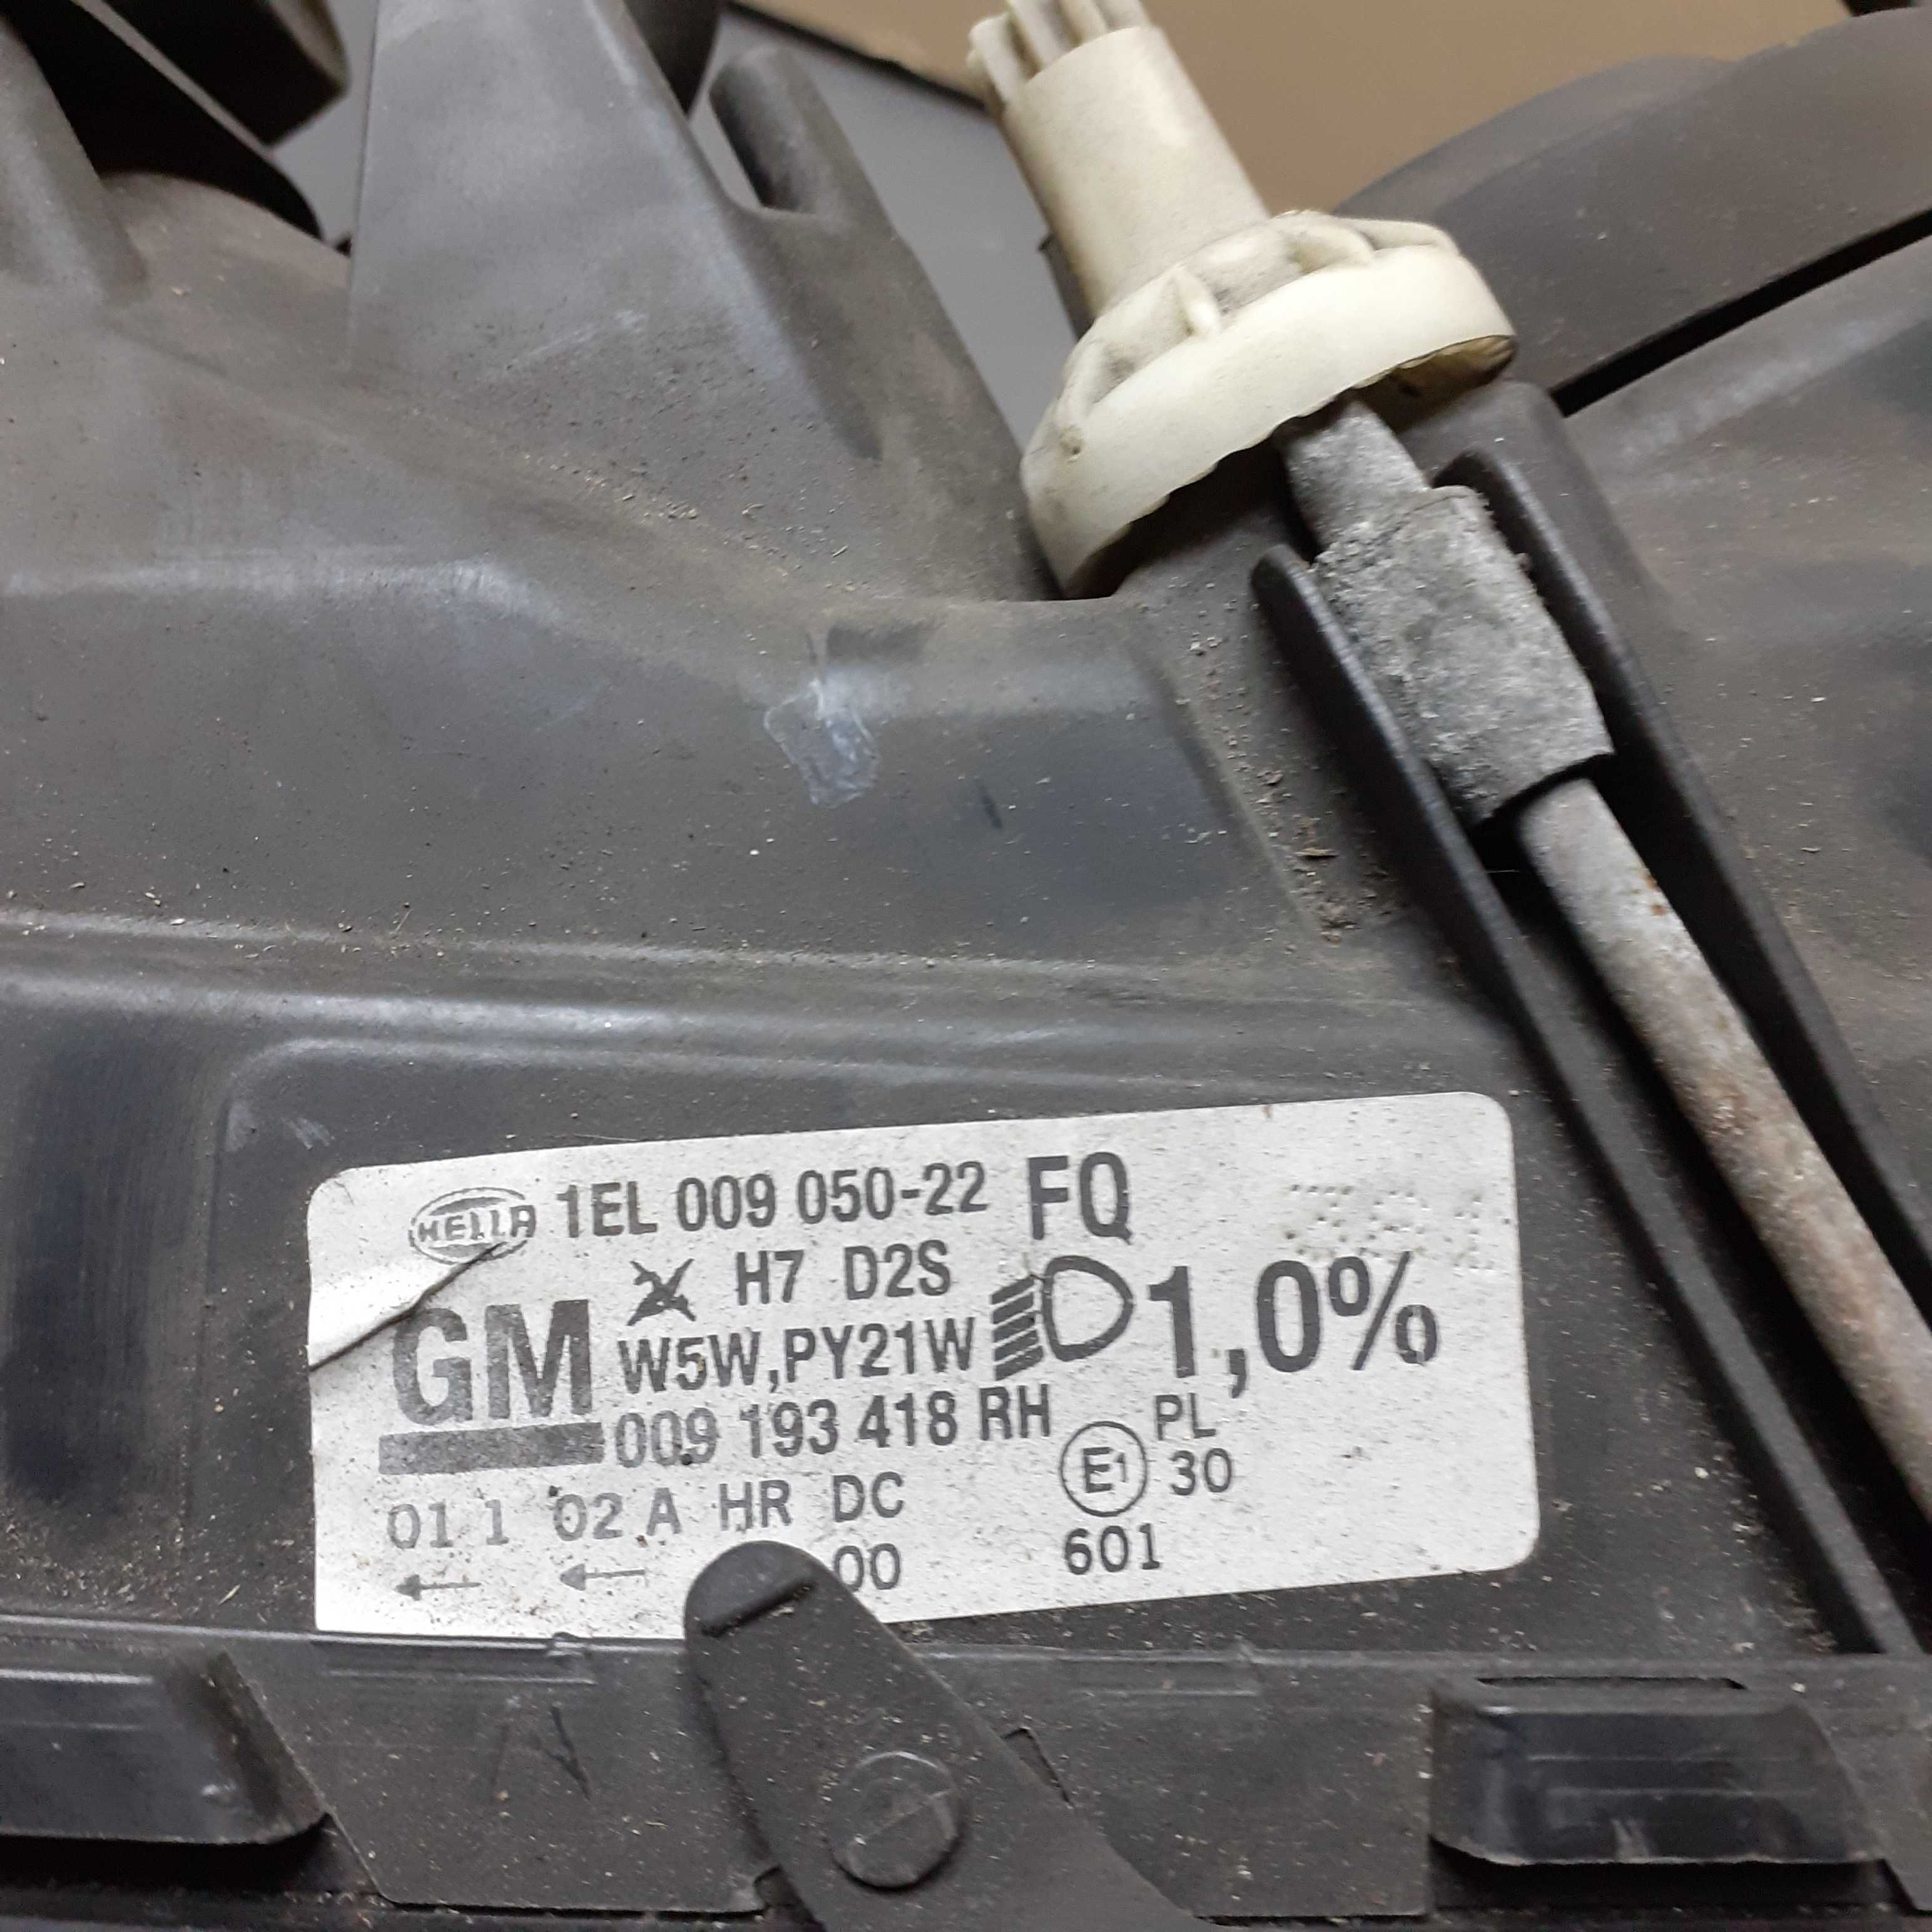 HELLA 1EL 009 050-22 FQ
H7 D2S
GM W5W,PY21W 1,0%
009 193 418 RH PL
01 1 02 A HR DC E1 30
00 601